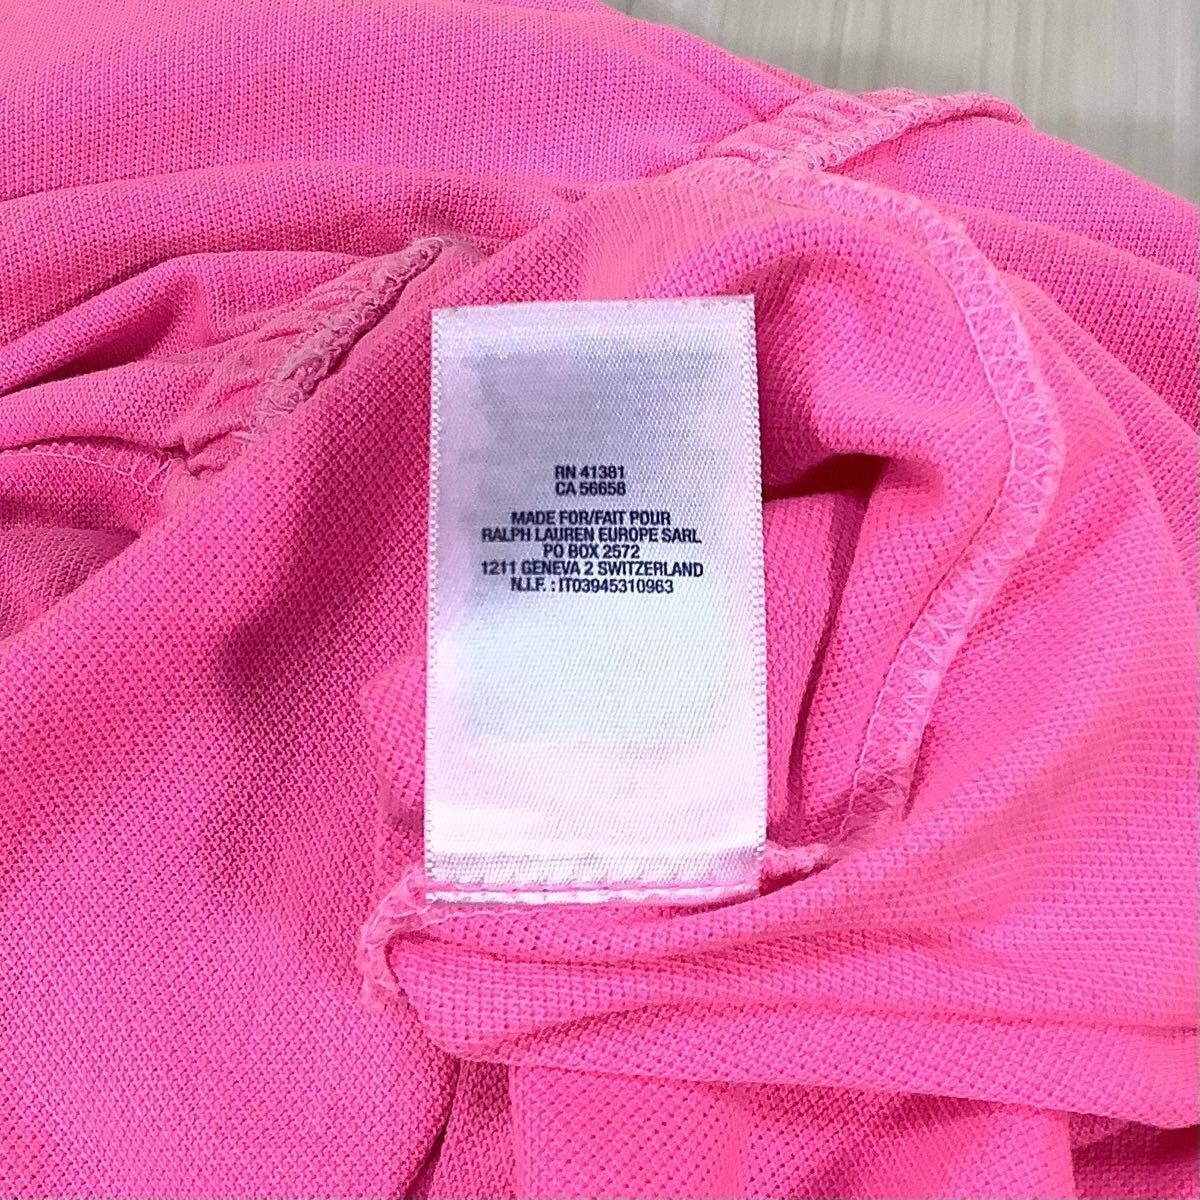 RN 41381
CA 56658
MADE FOR/FAIT POUR
RALPH LAUREN EUROPE SARL
PO BOX 2572
1211 GENEVA 2 SWITZERLAND
N.I.F. : IT03945310963